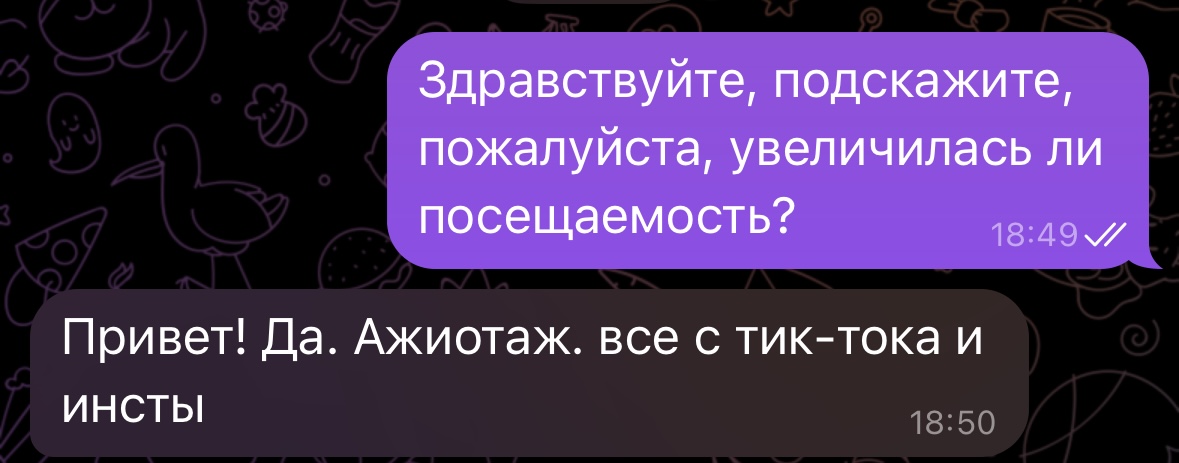 Здравствуйте, подскажите,
пожалуйста, увеличилась ли
посещаемость?
18:49
Привет! Да. Ажиотаж. все с тик-тока и
инсты
18:50